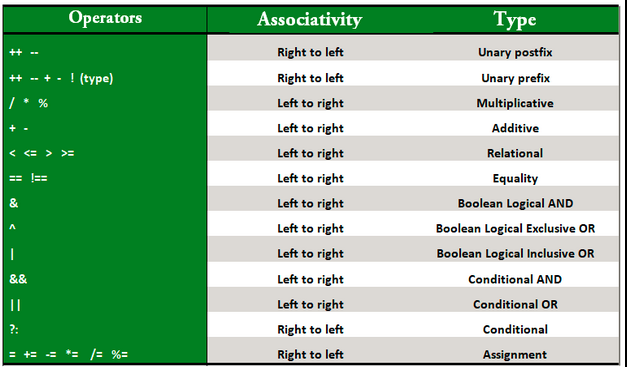 Operators Associativity Type
++ -- Right to left Unary postfix
++ -- + - ! (type) Right to left Unary prefix
/ * % Left to right Multiplicative
+ - Left to right Additive
< <= > >= Left to right Relational
== !== Left to right Equality
& Left to right Boolean Logical AND
^ Left to right Boolean Logical Exclusive OR
| Left to right Boolean Logical Inclusive OR
&& Left to right Conditional AND
|| Left to right Conditional OR
?: Right to left Conditional
= += -= *= /= %= Right to left Assignment